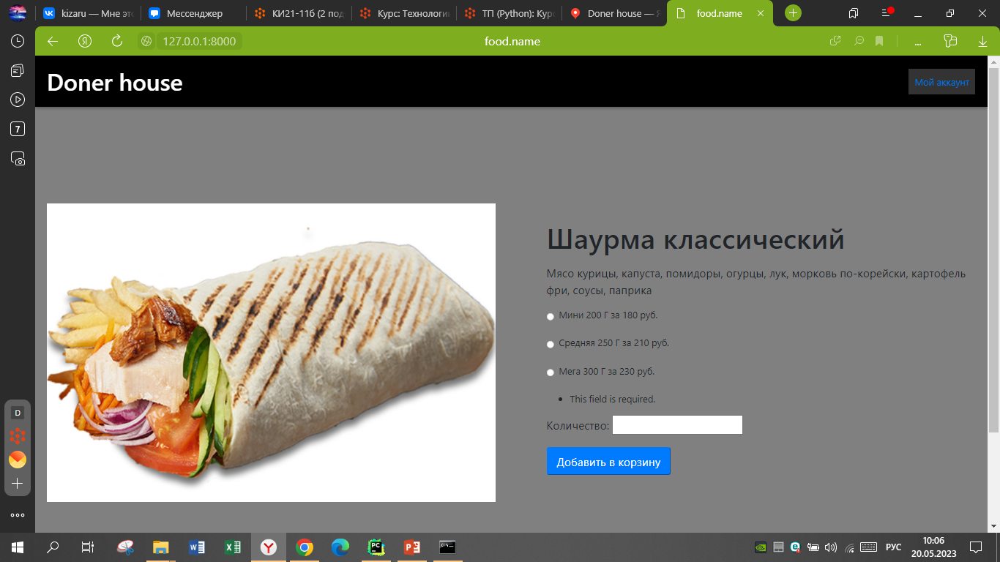 kizaru — Мне это
Мессенджер
КИ21-11б (2 под
Курс: Технологи
ТП (Python): Курс
Doner house — Я
food.name
127.0.0.1:8000
food.name
Doner house
Мой аккаунт
7
Шаурма классический
Мясо курицы, капуста, помидоры, огурцы, лук, морковь по-корейски, картофель
фри, соусы, паприка
Мини 200 Г за 180 руб.
Средняя 250 Г за 210 руб.
Мега 300 Г за 230 руб.
This field is required.
Количество:
Добавить в корзину
D
РУС
10:06
20.05.2023